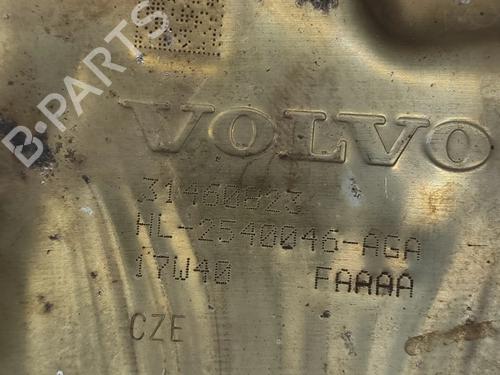 B-PARTS
VOLVO
31460823
HL-2540046-AGA
17W40 FAAAA
CZE